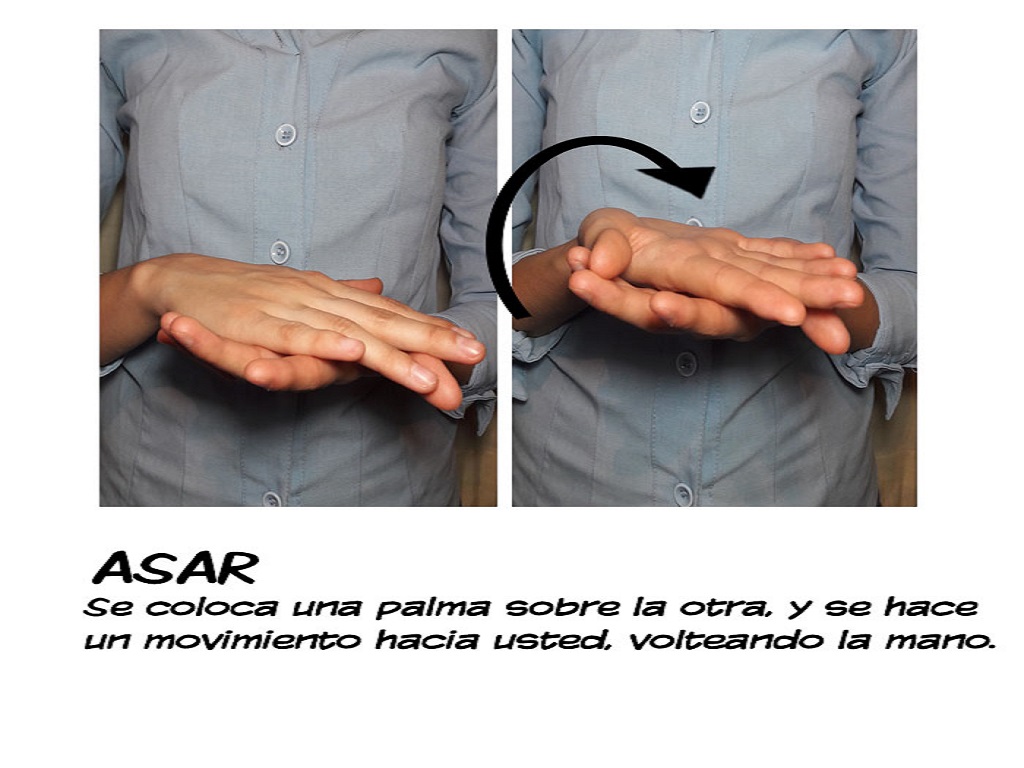 ASAR
Se coloca una palma sobre la otra, y se hace
un movimiento hacia usted, volteando la mano.